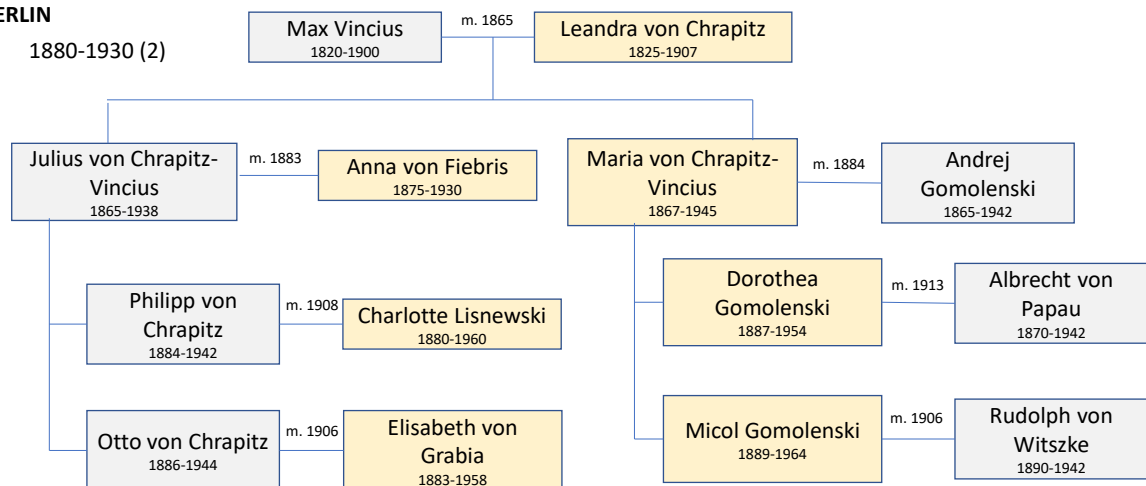 ERLIN
1880-1930 (2)
Max Vincius
1820-1900
m. 1865
Leandra von Chrapitz
1825-1907
Julius von Chrapitz-
Vincius
1865-1938
m. 1883
Anna von Fiebris
1875-1930
Maria von Chrapitz-
Vincius
1867-1945
m. 1884
Andrej
Gomolenski
1865-1942
Philipp von
Chrapitz
1884-1942
m. 1908
Charlotte Lisnewski
1880-1960
Dorothea
Gomolenski
1887-1954
m. 1913
Albrecht von
Papau
1870-1942
Otto von Chrapitz
1886-1944
m. 1906
Elisabeth von
Grabia
1883-1958
Micol Gomolenski
1889-1964
m. 1906
Rudolph von
Witszke
1890-1942